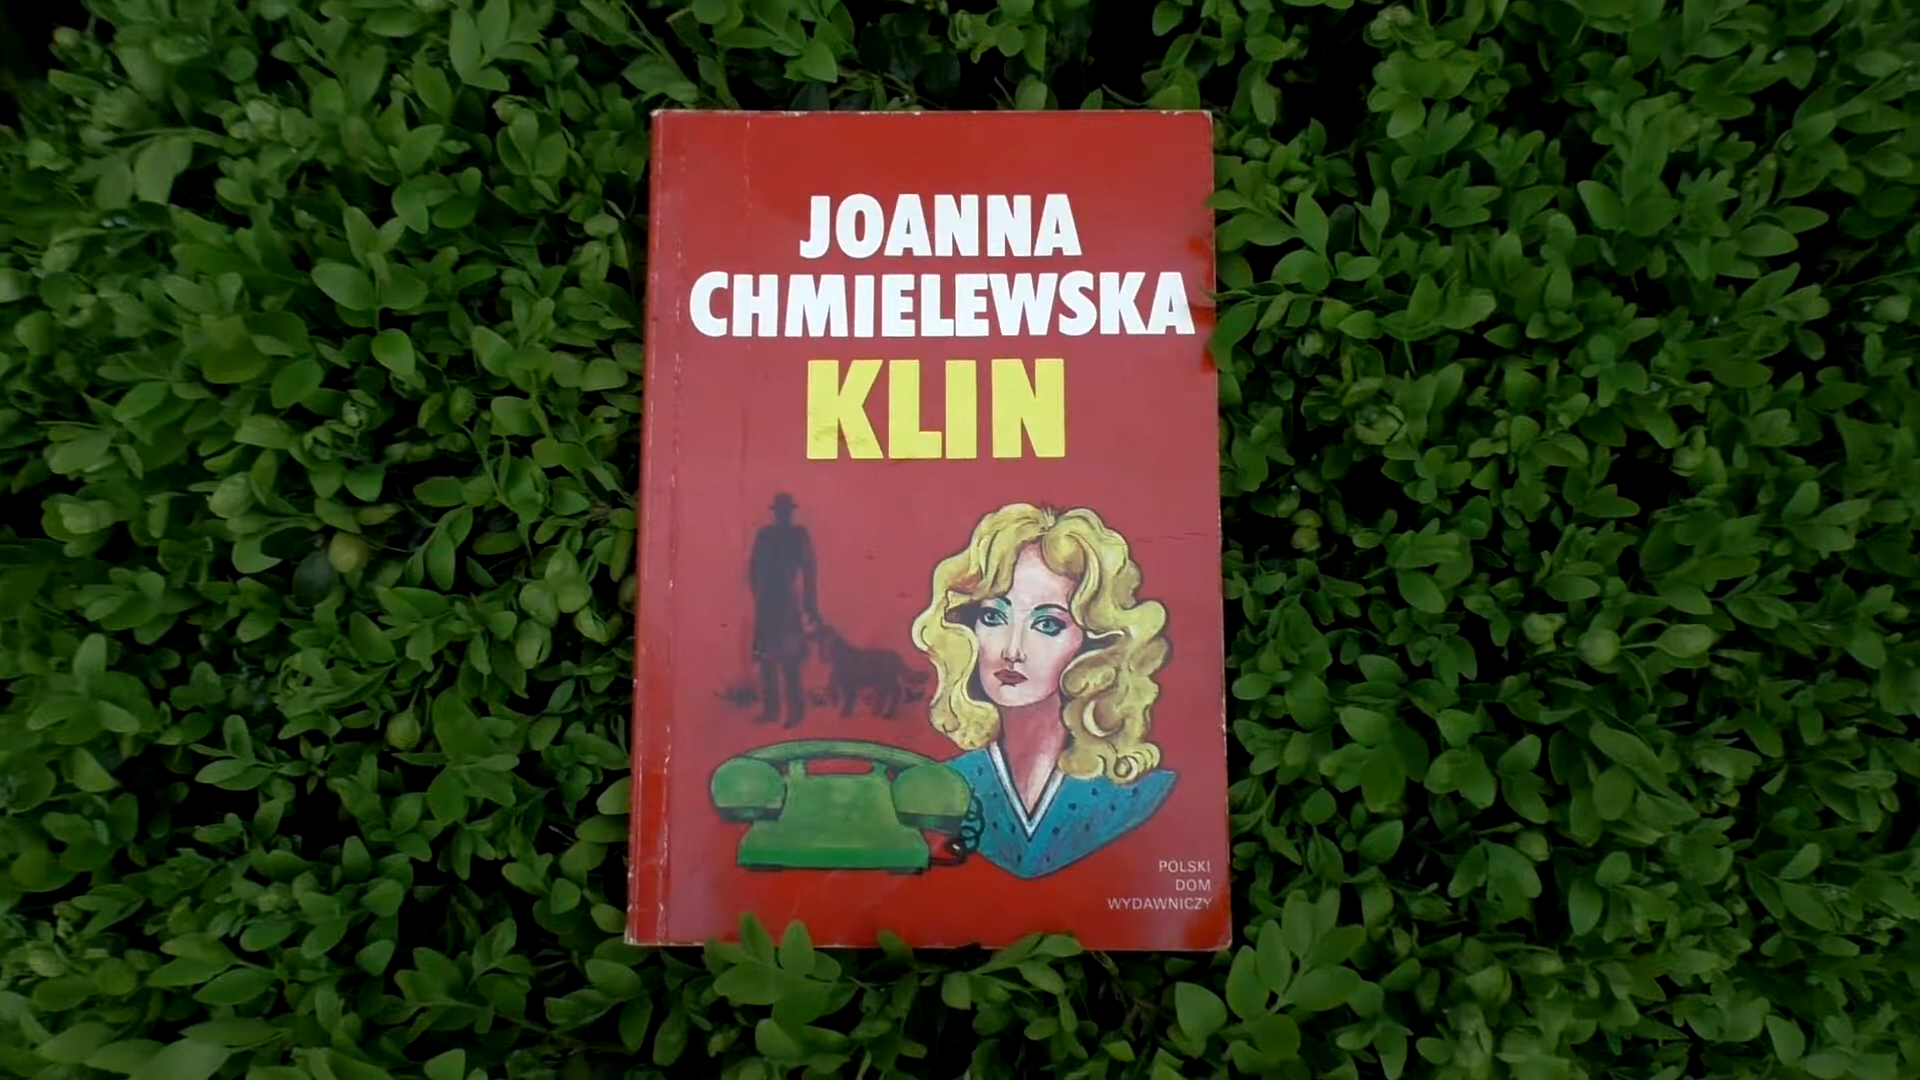 JOANNA
CHMIELEWSKA
KLIN
POLSKI
DOM
WYDAWNICZY